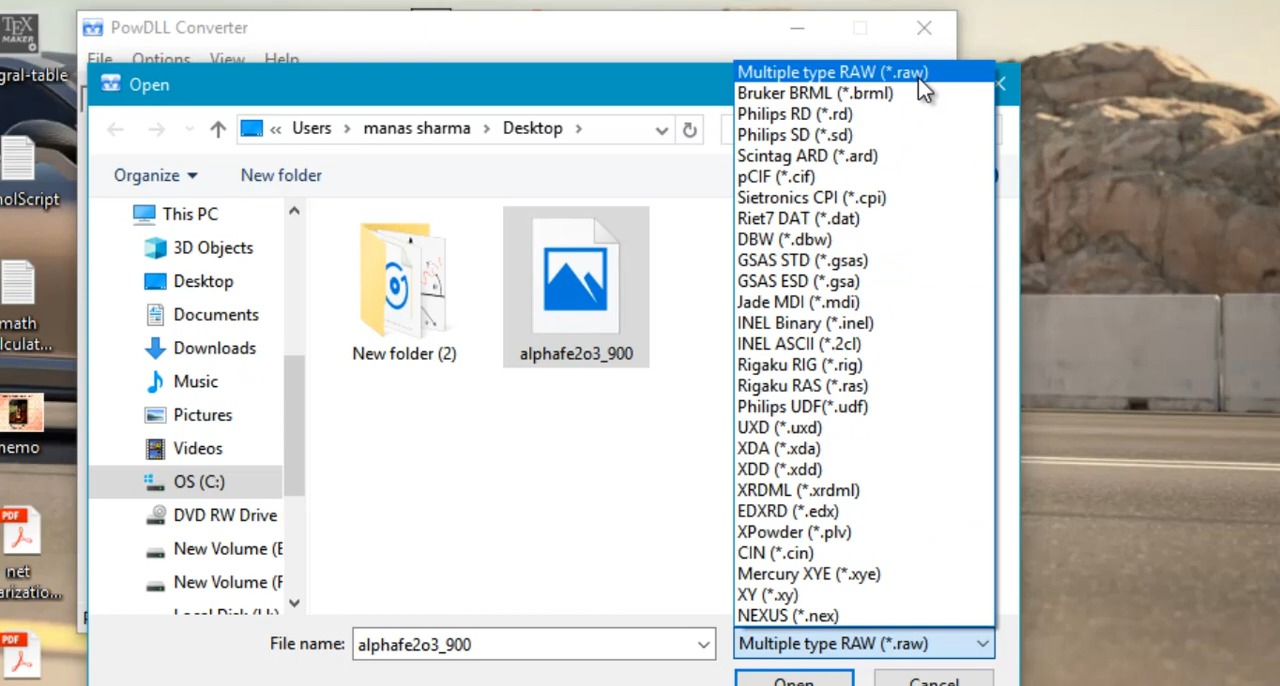 TEX
MAKER
gral-table
nolScript
math
lculat...
nemo
PDF
net
arizatio...
PDF
PowDLL Converter
File Options View Help
Open
« Users > manas sharma > Desktop >
Organize
New folder
This PC
3D Objects
Desktop
Documents
Downloads
Music
Pictures
Videos
OS (C:)
DVD RW Drive
New Volume (E
New Volume (F
New folder (2)
alphafe2o3_900
Multiple type RAW (*.raw)
Bruker BRML (*.brml)
Philips RD (*.rd)
Philips SD (*.sd)
Scintag ARD (*.ard)
pCIF (*.cif)
Sietronics CPI (*.cpi)
Riet7 DAT (*.dat)
DBW (*.dbw)
GSAS STD (*.gsas)
GSAS ESD (*.gsa)
Jade MDI (*.mdi)
INEL Binary (*.inel)
INEL ASCII (*.2cl)
Rigaku RIG (*.rig)
Rigaku RAS (*.ras)
Philips UDF(*.udf)
UXD (*.uxd)
XDA (*.xda)
XDD (*.xdd)
XRDML (*.xrdml)
EDXRD (*.edx)
XPowder (*.plv)
CIN (*.cin)
Mercury XYE (*.xye)
XY (*.xy)
NEXUS (*.nex)
File name: alphafe2o3_900
Multiple type RAW (*.raw)
Open
Cancel